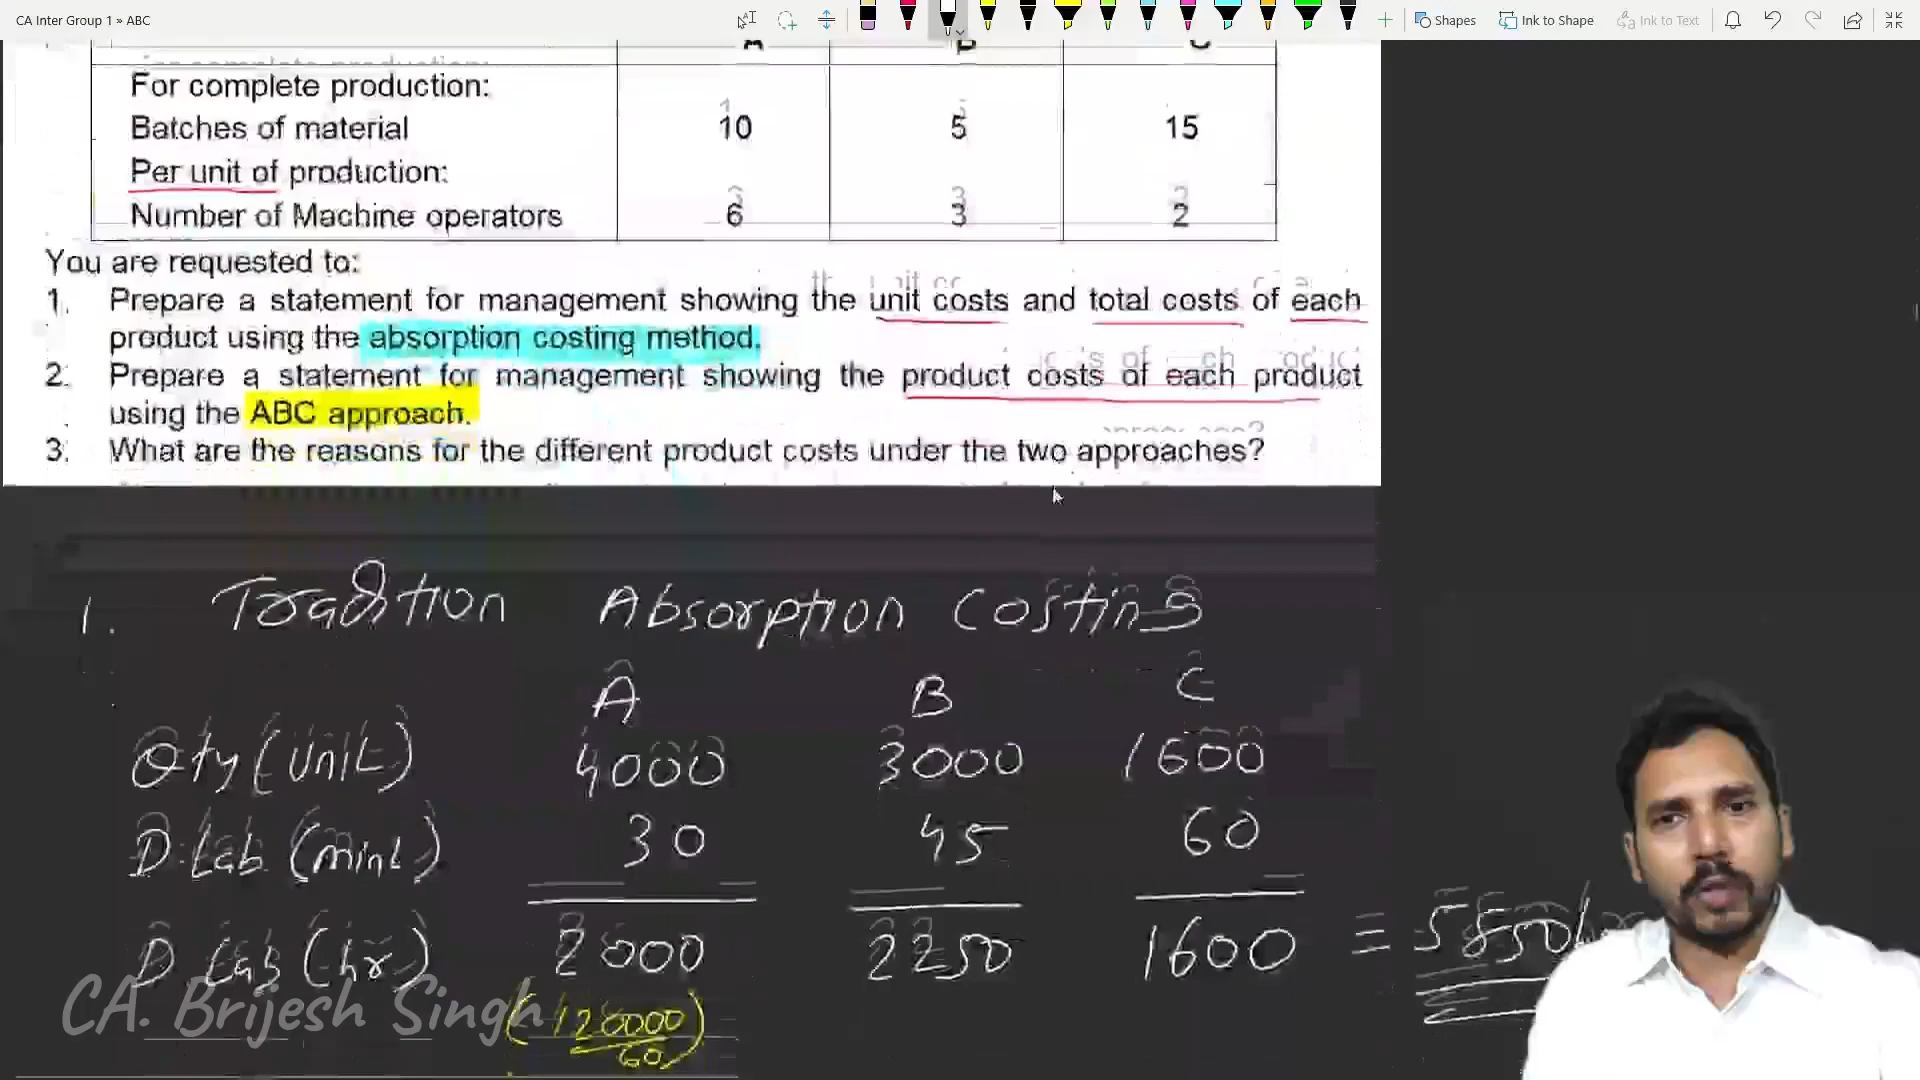 CA Inter Group 1 » ABC
Shapes
Ink to Shape
Ink to Text
For complete production:
Batches of material 10 5 15
Per unit of production:
Number of Machine operators 6 3 2
You are requested to:
1. Prepare a statement for management showing the unit costs and total costs of each
product using the absorption costing method.
2. Prepare a statement for management showing the product costs of each product
using the ABC approach.
3. What are the reasons for the different product costs under the two approaches?
1. Tradition Absorption Costing
A B C
Qty (Unit) 4000 3000 1600
D. Lab (mint) 30 45 60
D Lab (hr) 2000 2250 1600 = 5850
CA. Brijesh Singh
(120000
60)